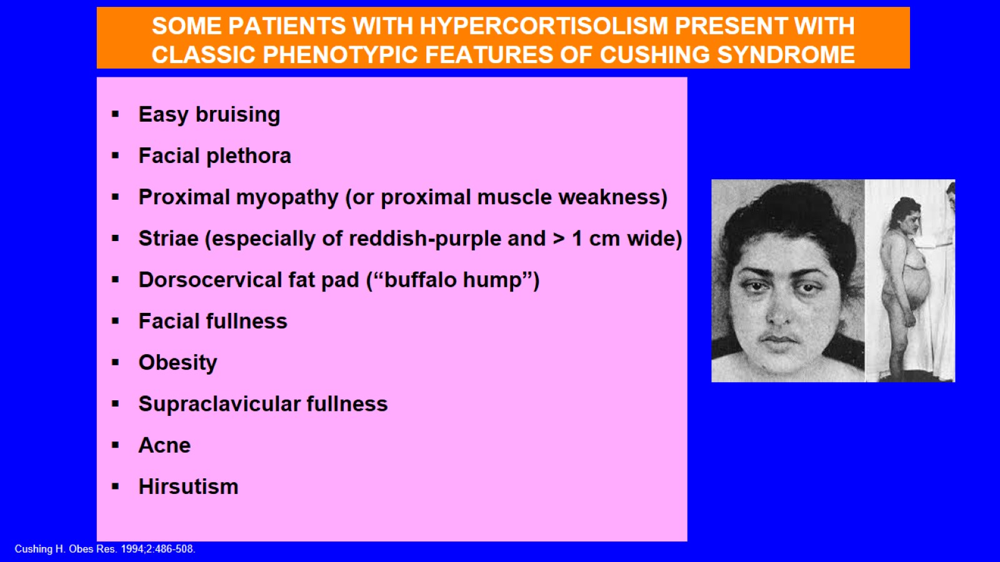 SOME PATIENTS WITH HYPERCORTISOLISM PRESENT WITH
CLASSIC PHENOTYPIC FEATURES OF CUSHING SYNDROME
▪ Easy bruising
▪ Facial plethora
▪ Proximal myopathy (or proximal muscle weakness)
▪ Striae (especially of reddish-purple and > 1 cm wide)
▪ Dorsocervical fat pad (“buffalo hump”)
▪ Facial fullness
▪ Obesity
▪ Supraclavicular fullness
▪ Acne
▪ Hirsutism
Cushing H. Obes Res. 1994;2:486-508.